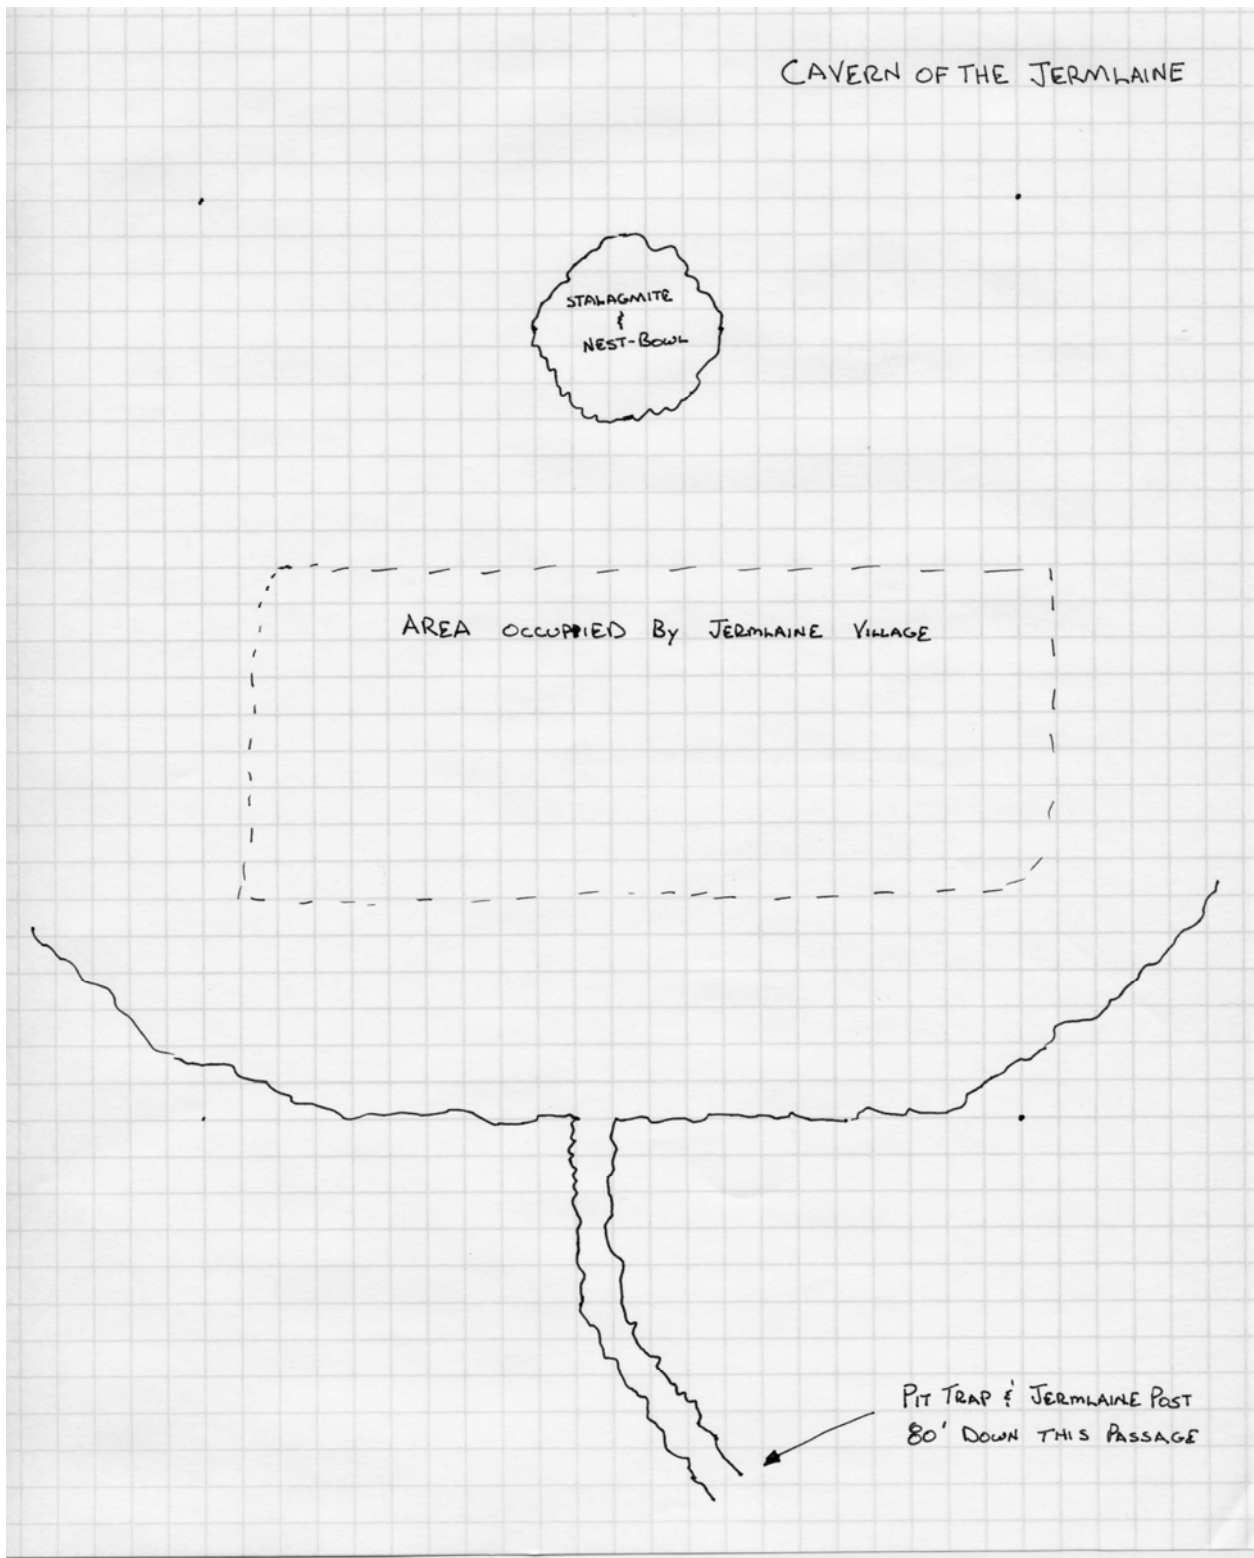 CAVERN OF THE JERMLAINE
STALAGMITE
&
NEST-BOWL
AREA OCCUPPIED By JERMLAINE VILLAGE
PIT TRAP & JERMLAINE POST
80' DOWN THIS PASSAGE